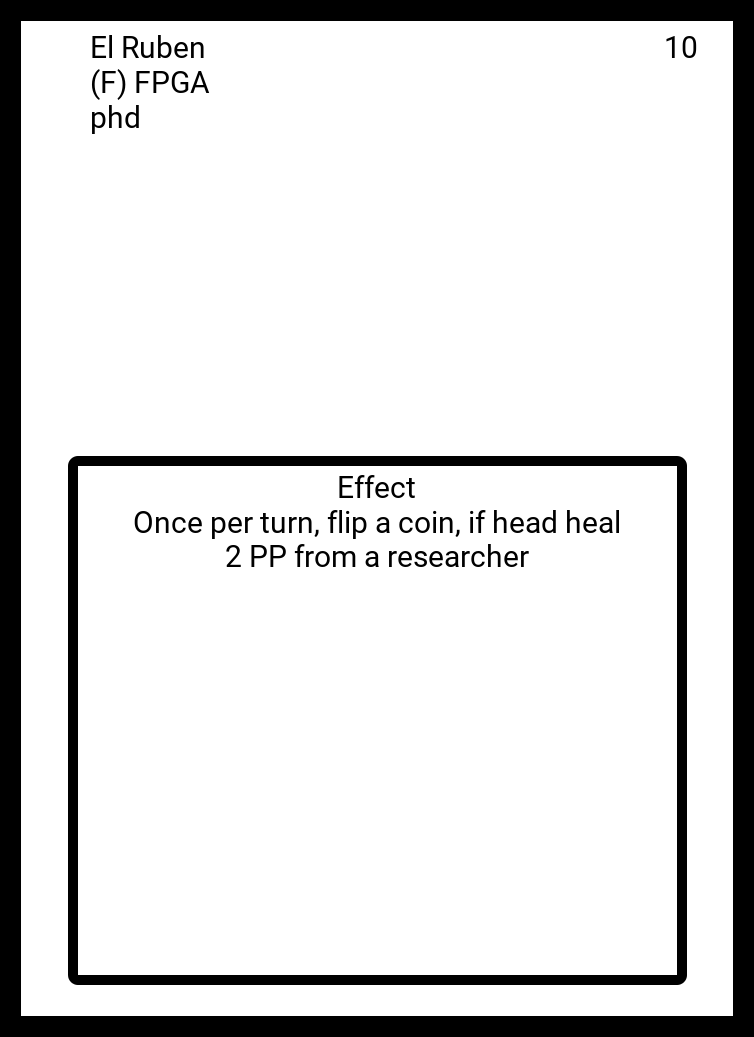 El Ruben
10
(F) FPGA
phd
Effect
Once per turn, flip a coin, if head heal
2 PP from a researcher